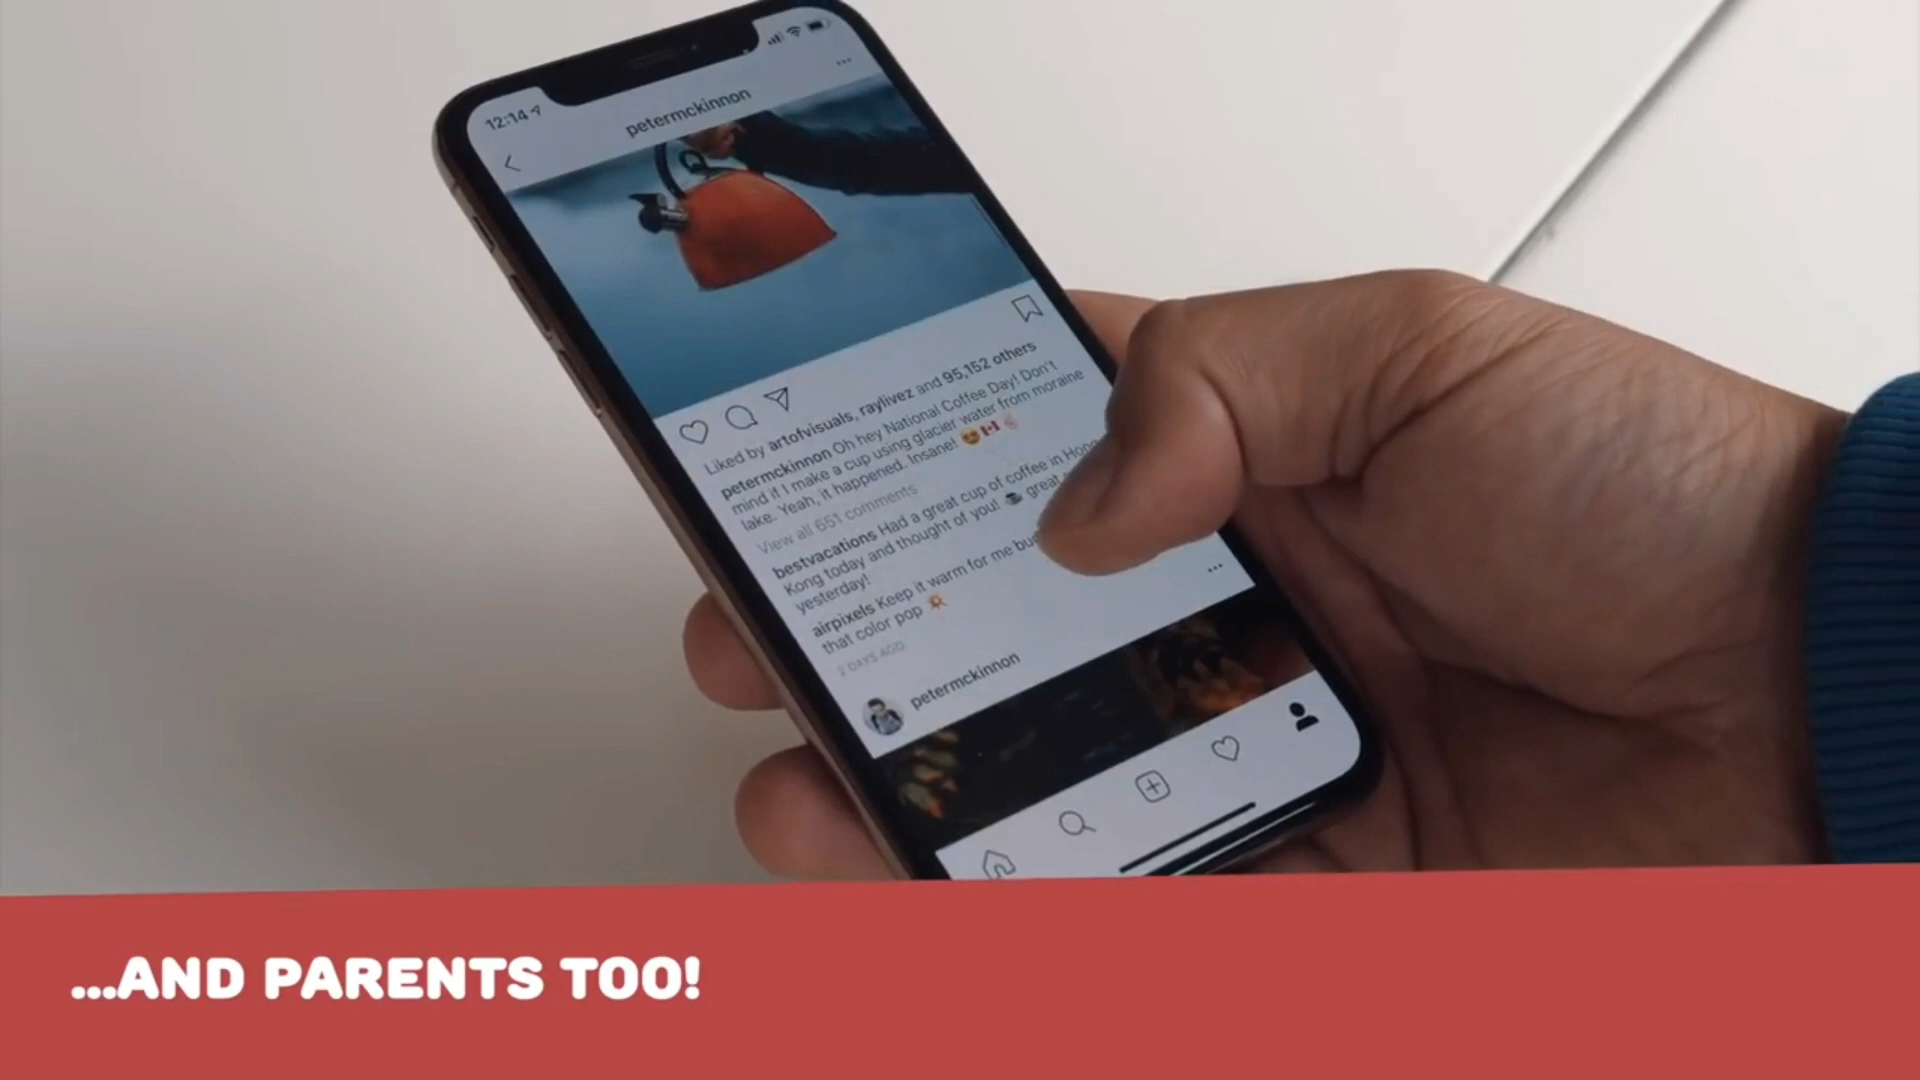 12:14
petermckinnon
Liked by artofvisuals, raylivez and 95,152 others
petermckinnon Oh hey National Coffee Day! Don't
mind if I make a cup using glacier water from moraine
lake. Yeah, it happened. Insane! 😍🇨🇦
View all 651 comments
bestvacations Had a great cup of coffee in Hong
Kong today and thought of you! ☕ great
yesterday!
airpixels Keep it warm for me
that color pop
2 DAYS AGO
petermckinnon
...AND PARENTS TOO!